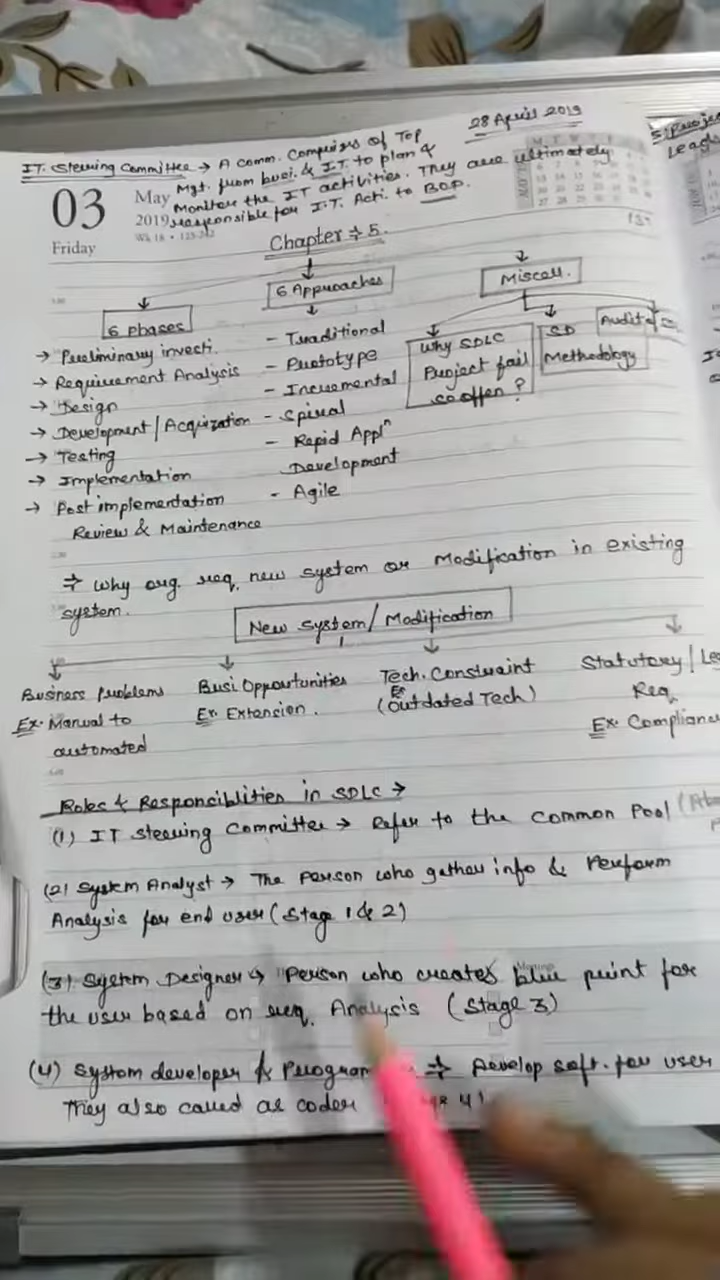 28 April 2019
IT. Steering Committee → A comm. Comprises of Top
Mgt. from busi. & I.T. to plan &
Monitor the IT activities. They are ultimately
responsible for I.T. Acti. to BOD.
03
May
2019
Friday
Chapter ÷ 5.
6 phases
6 Approaches
Miscell.
→ Preliminary investi.
→ Requirement Analysis
→ Design
→ Development / Acquization
→ Testing
→ Implementation
→ Post implementation
Review & Maintenance
- Traditional
- Prototype
- Incremental
- Spiral
- Rapid Appln
Development
- Agile
Why SDLC
Project fail
so offen ?
SD
Methodology
Audit
⇒ Why org. req. new system or Modification in existing
system.
New system / Modification
Business problems
Ex. Manual to
automated
Busi Opportunities
Ex. Extension.
Tech. Constraint
Ex
(Outdated Tech)
Statutory /
Req.
Ex.
Roles & Responsiblities in SDLC →
(1) IT steering Committee → Refer to the Common Pool
(2) System Analyst → The Person who gather info & Perform
Analysis for end user (Stage 1 & 2)
(3) System Designer → Person who creates blue print for
the user based on req. Analysis (Stage 3)
(4) System developer & ÷ Develop soft. for user
They also called as coder